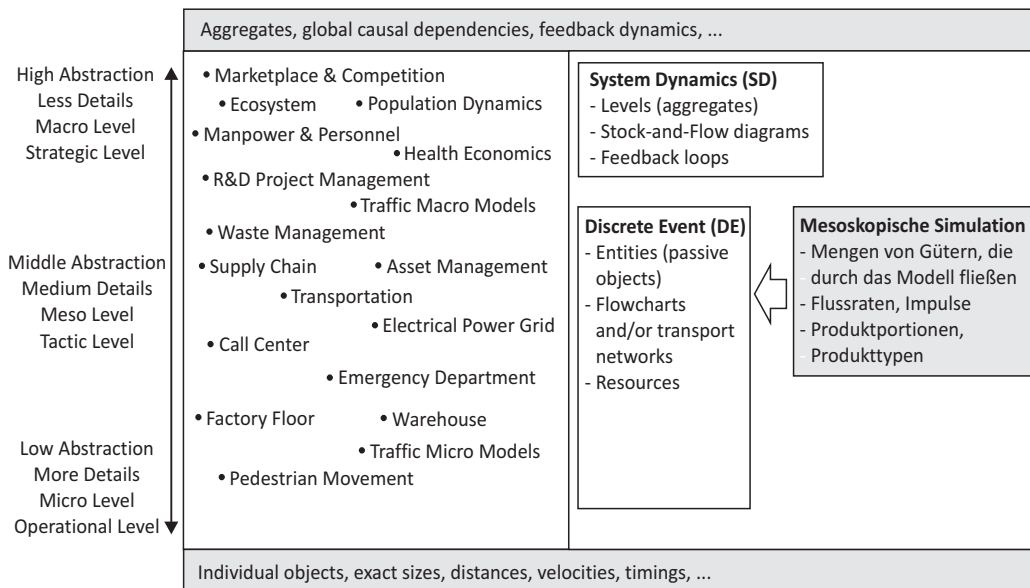 Aggregates, global causal dependencies, feedback dynamics, ...
High Abstraction
Less Details
Macro Level
Strategic Level
Middle Abstraction
Medium Details
Meso Level
Tactic Level
Low Abstraction
More Details
Micro Level
Operational Level
• Marketplace & Competition
• Ecosystem • Population Dynamics
• Manpower & Personnel
• Health Economics
• R&D Project Management
• Traffic Macro Models
• Waste Management
• Supply Chain • Asset Management
• Transportation
• Electrical Power Grid
• Call Center
• Emergency Department
• Factory Floor • Warehouse
• Traffic Micro Models
• Pedestrian Movement
System Dynamics (SD)
- Levels (aggregates)
- Stock-and-Flow diagrams
- Feedback loops
Discrete Event (DE)
- Entities (passive
objects)
- Flowcharts
and/or transport
networks
- Resources
Mesoskopische Simulation
- Mengen von Gütern, die
durch das Modell fließen
- Flussraten, Impulse
- Produktportionen,
Produkttypen
Individual objects, exact sizes, distances, velocities, timings, ...